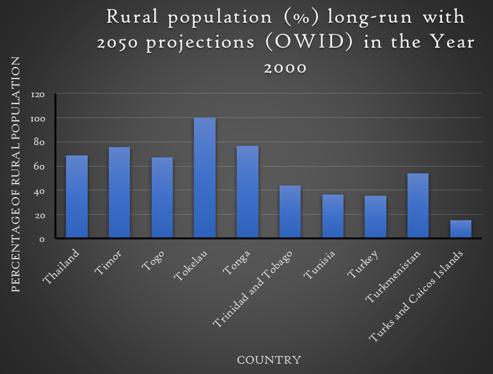 Rural population (%) long-run with
2050 projections (OWID) in the Year
2000
PERCENTAGE OF RURAL POPULATION
120
100
80
60
40
20
0
Thailand
Timor
Togo
Tokelau
Tonga
Trinidad and Tobago
Tunisia
Turkey
Turkmenistan
Turks and Caicos Islands
COUNTRY